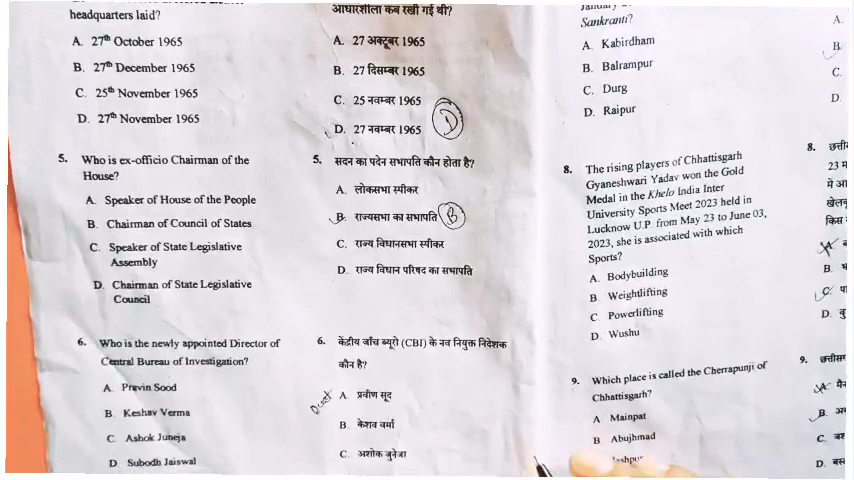 headquarters laid?
A. 27th October 1965
B. 27th December 1965
C. 25th November 1965
D. 27th November 1965
5. Who is ex-officio Chairman of the
House?
A. Speaker of House of the People
B. Chairman of Council of States
C. Speaker of State Legislative
Assembly
D. Chairman of State Legislative
Council
6. Who is the newly appointed Director of
Central Bureau of Investigation?
A. Pravin Sood
B. Keshav Verma
C. Ashok Juneja
D Subodh Jaiswal
आधारशीला कब रखी गई थी?
A. 27 अक्टूबर 1965
B. 27 दिसम्बर 1965
C. 25 नवम्बर 1965
D. 27 नवम्बर 1965
D
5. सदन का पदेन सभापति कौन होता है?
A. लोकसभा स्पीकर
B. राज्यसभा का सभापति
B
C. राज्य विधानसभा स्पीकर
D. राज्य विधान परिषद का सभापति
6. केंद्रीय जाँच ब्यूरो (CBI) के नव नियुक्त निदेशक
कौन है?
A. प्रवीण सूद
B. केशव वर्मा
C. अशोक जुनेजा
Sankranti?
A. Kabirdham
B. Balrampur
C. Durg
D. Raipur
8. The rising players of Chhattisgarh
Gyaneshwari Yadav won the Gold
Medal in the Khelo India Inter
University Sports Meet 2023 held in
Lucknow U.P. from May 23 to June 03,
2023, she is associated with which
Sports?
A. Bodybuilding
B. Weightlifting
C Powerlifting
D. Wushu
9. Which place is called the Cherrapunji of
Chhattisgarh?
A Mainpat
B Abujhmad
A.
B.
C.
D.
8.
23
में
A.
B.
C.
D.
9.
A.
B.
C.
D.